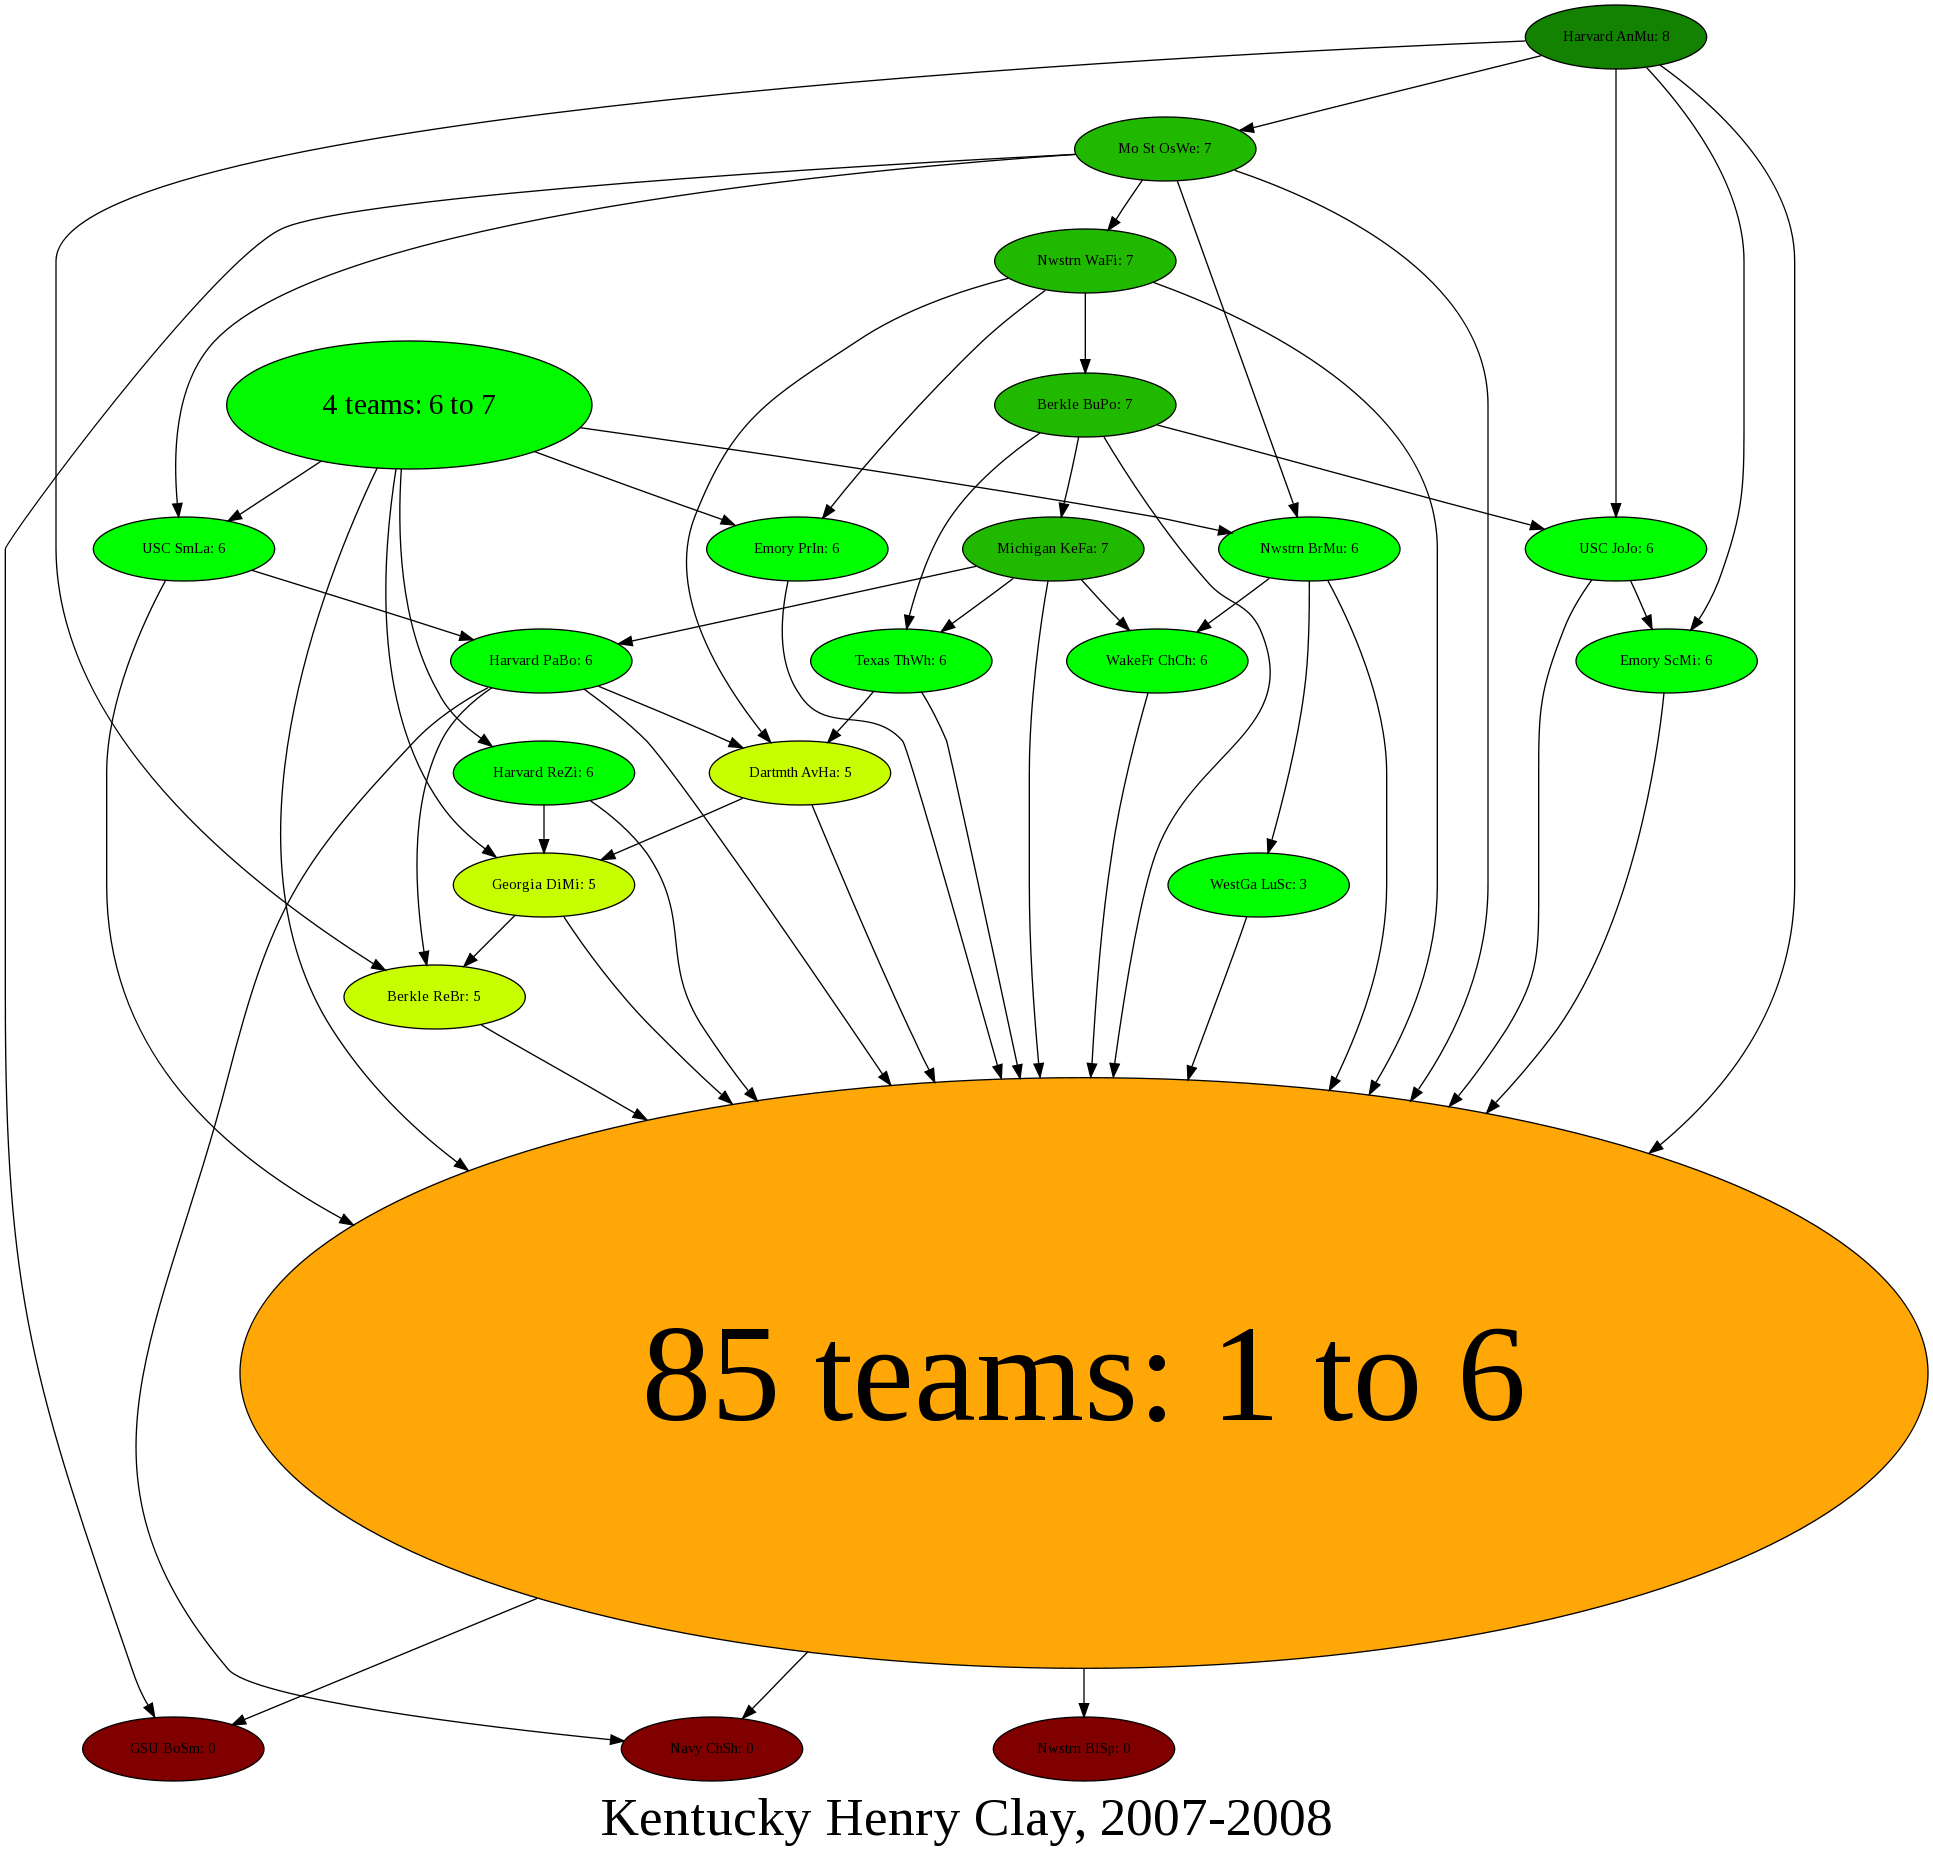 Harvard AnMu: 8
Mo St OsWe: 7
Nwstrn WaFi: 7
4 teams: 6 to 7
Berkle BuPo: 7
USC SmLa: 6
Emory PrIn: 6
Michigan KeFa: 7
Nwstrn BrMu: 6
USC JoJo: 6
Harvard PaBo: 6
Texas ThWh: 6
WakeFr ChCh: 6
Emory ScMi: 6
Harvard ReZi: 6
Dartmth AvHa: 5
Georgia DiMi: 5
WestGa LuSc: 3
Berkle ReBr: 5
85 teams: 1 to 6
GSU BoSm: 0
Navy ChSh: 0
Nwstrn BlSp: 0
Kentucky Henry Clay, 2007-2008